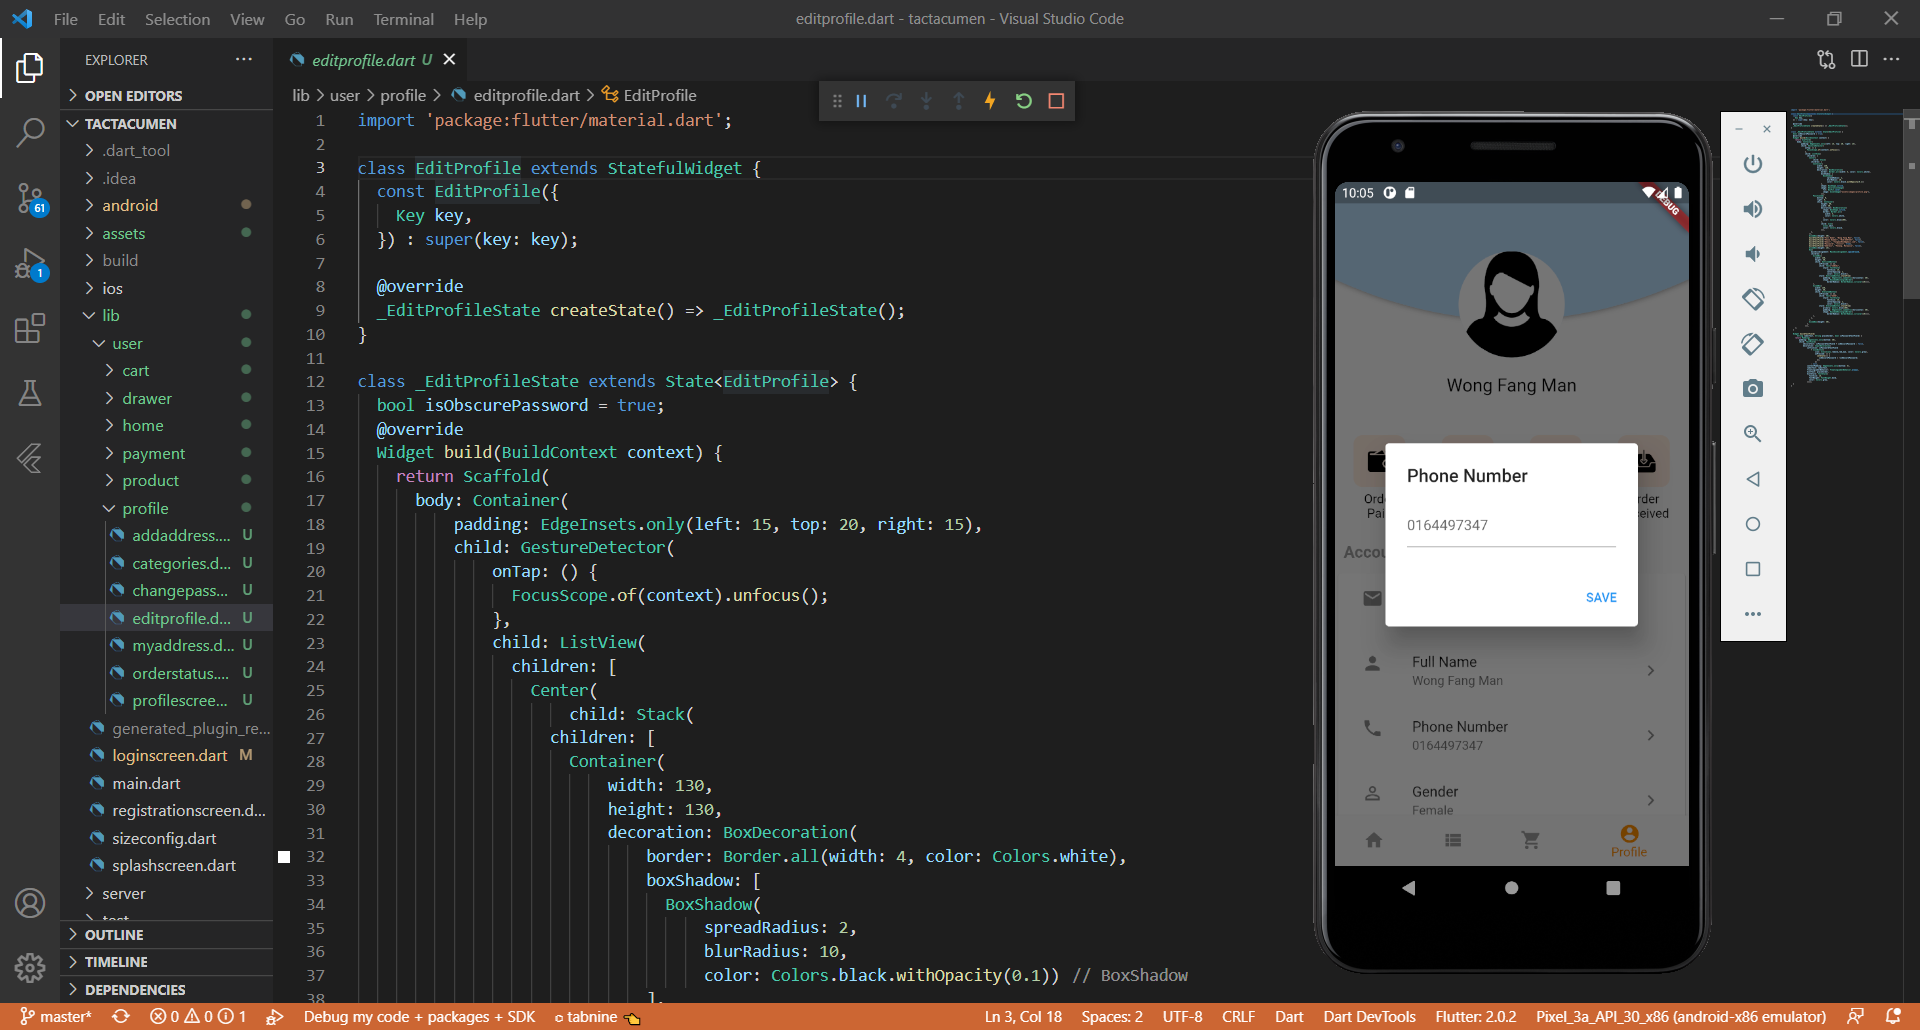 File Edit Selection View Go Run Terminal Help
editprofile.dart - tactacumen - Visual Studio Code
EXPLORER
OPEN EDITORS
TACTACUMEN
.dart_tool
.idea
android
assets
build
ios
lib
user
cart
drawer
home
payment
product
profile
addaddress.... U
categories.d... U
changepass... U
editprofile.d... U
myaddress.d... U
orderstatus.... U
profilescree... U
generated_plugin_re...
loginscreen.dart M
main.dart
registrationscreen.d...
sizeconfig.dart
splashscreen.dart
server
test
OUTLINE
TIMELINE
DEPENDENCIES
61
1
editprofile.dart U
lib > user > profile > editprofile.dart > EditProfile
1 import 'package:flutter/material.dart';
2
3 class EditProfile extends StatefulWidget {
4 const EditProfile({
5 Key key,
6 }) : super(key: key);
7
8 @override
9 _EditProfileState createState() => _EditProfileState();
10 }
11
12 class _EditProfileState extends State<EditProfile> {
13 bool isObscurePassword = true;
14 @override
15 Widget build(BuildContext context) {
16 return Scaffold(
17 body: Container(
18 padding: EdgeInsets.only(left: 15, top: 20, right: 15),
19 child: GestureDetector(
20 onTap: () {
21 FocusScope.of(context).unfocus();
22 },
23 child: ListView(
24 children: [
25 Center(
26 child: Stack(
27 children: [
28 Container(
29 width: 130,
30 height: 130,
31 decoration: BoxDecoration(
32 border: Border.all(width: 4, color: Colors.white),
33 boxShadow: [
34 BoxShadow(
35 spreadRadius: 2,
36 blurRadius: 10,
37 color: Colors.black.withOpacity(0.1)) // BoxShadow
38 ],
10:05
DEBUG
Wong Fang Man
Phone Number
0164497347
SAVE
Full Name
Wong Fang Man
Phone Number
0164497347
Gender
Female
Profile
master* 0 0 1 Debug my code + packages + SDK tabnine Ln 3, Col 18 Spaces: 2 UTF-8 CRLF Dart Dart DevTools Flutter: 2.0.2 Pixel_3a_API_30_x86 (android-x86 emulator)